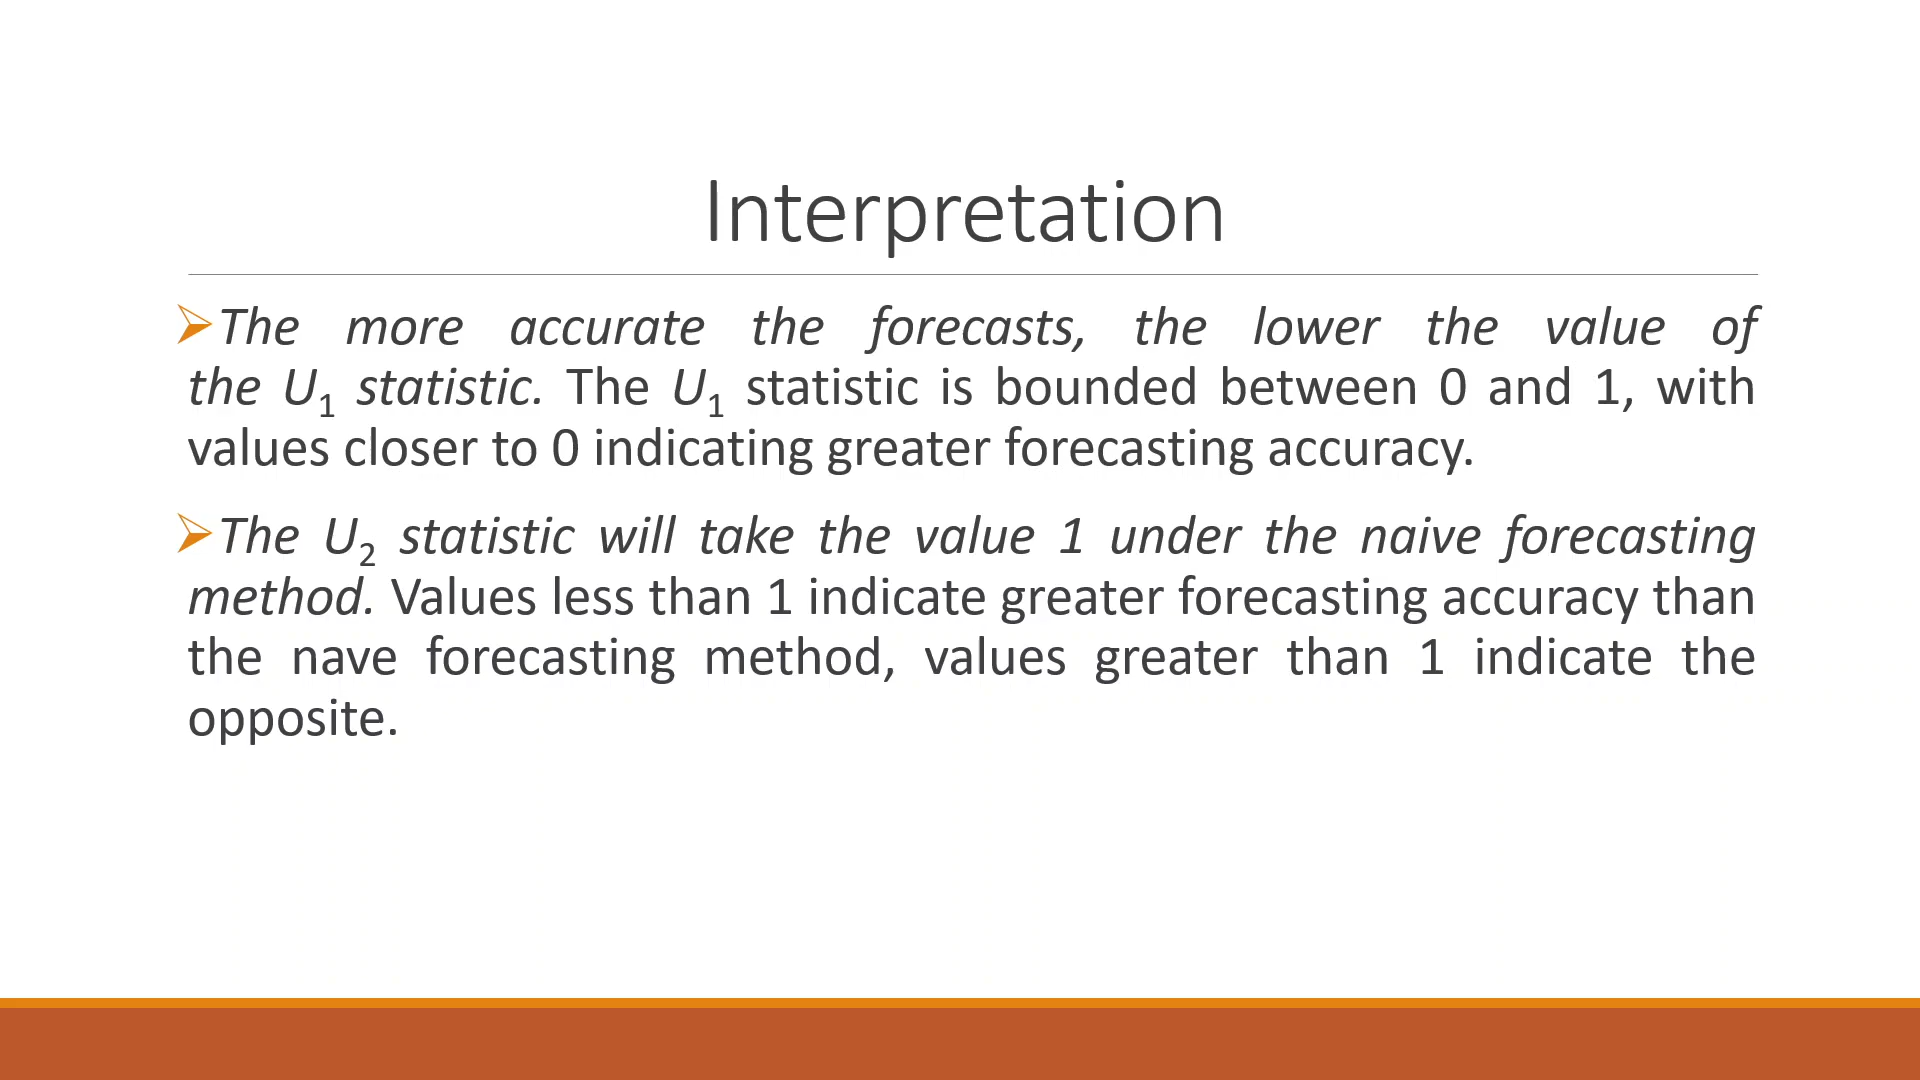 Interpretation
➢The more accurate the forecasts, the lower the value of
the U₁ statistic. The U₁ statistic is bounded between 0 and 1, with
values closer to 0 indicating greater forecasting accuracy.
➢The U₂ statistic will take the value 1 under the naive forecasting
method. Values less than 1 indicate greater forecasting accuracy than
the nave forecasting method, values greater than 1 indicate the
opposite.